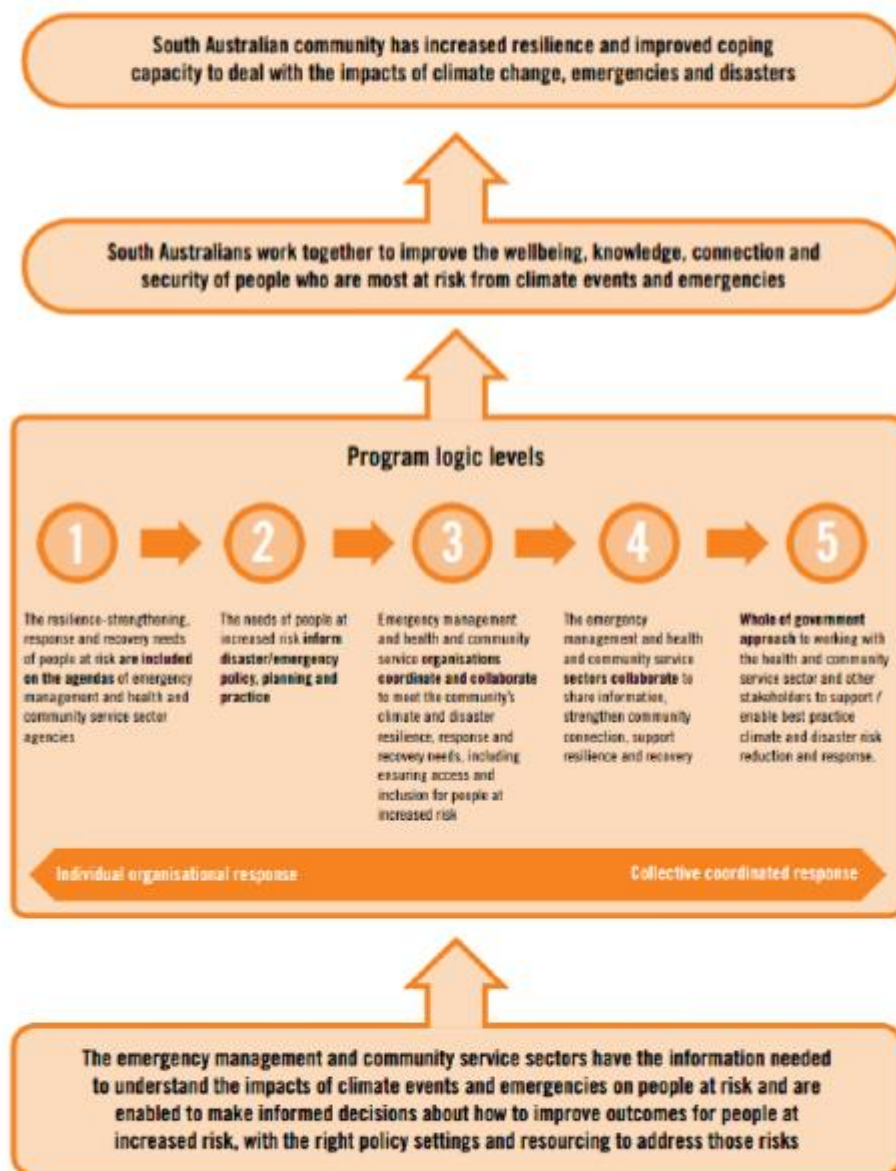 South Australian community has increased resilience and improved coping
capacity to deal with the impacts of climate change, emergencies and disasters
South Australians work together to improve the wellbeing, knowledge, connection and
security of people who are most at risk from climate events and emergencies
Program logic levels
1
2
3
4
5
The resilience-strengthening,
response and recovery needs
of people at risk are included
on the agendas of emergency
management and health and
community service sector
agencies
The needs of people at
increased risk inform
disaster/emergency
policy, planning and
practice
Emergency management
and health and community
service organisations
coordinate and collaborate
to meet the community's
climate and disaster
resilience, response and
recovery needs, including
ensuring access and
inclusion for people at
increased risk
The emergency
management and health
and community service
sectors collaborate to
share information,
strengthen community
connection, support
resilience and recovery
Whole of government
approach to working with
the health and community
service sector and other
stakeholders to support /
enable best practice
climate and disaster risk
reduction and response.
Individual organisational response
Collective coordinated response
The emergency management and community service sectors have the information needed
to understand the impacts of climate events and emergencies on people at risk and are
enabled to make informed decisions about how to improve outcomes for people at
increased risk, with the right policy settings and resourcing to address those risks